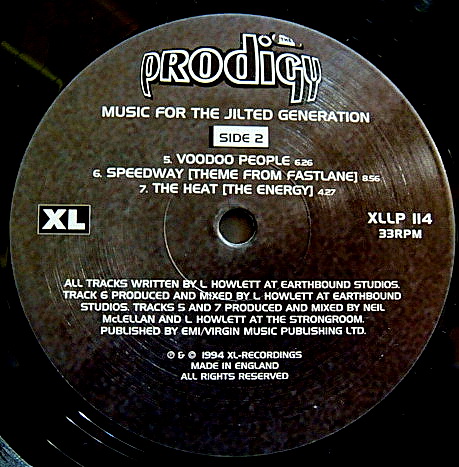 THE
prodigy
MUSIC FOR THE JILTED GENERATION
SIDE 2
5. VOODOO PEOPLE 6.26
6. SPEEDWAY [THEME FROM FASTLANE] 8.56
7. THE HEAT [THE ENERGY] 4.27
XL
XLLP 114
33RPM
ALL TRACKS WRITTEN BY L. HOWLETT AT EARTHBOUND STUDIOS.
TRACK 6 PRODUCED AND MIXED BY L. HOWLETT AT EARTHBOUND
STUDIOS. TRACKS 5 AND 7 PRODUCED AND MIXED BY NEIL
McLELLAN AND L. HOWLETT AT THE STRONGROOM.
PUBLISHED BY EMI/VIRGIN MUSIC PUBLISHING LTD.
℗ & © 1994 XL-RECORDINGS
MADE IN ENGLAND
ALL RIGHTS RESERVED